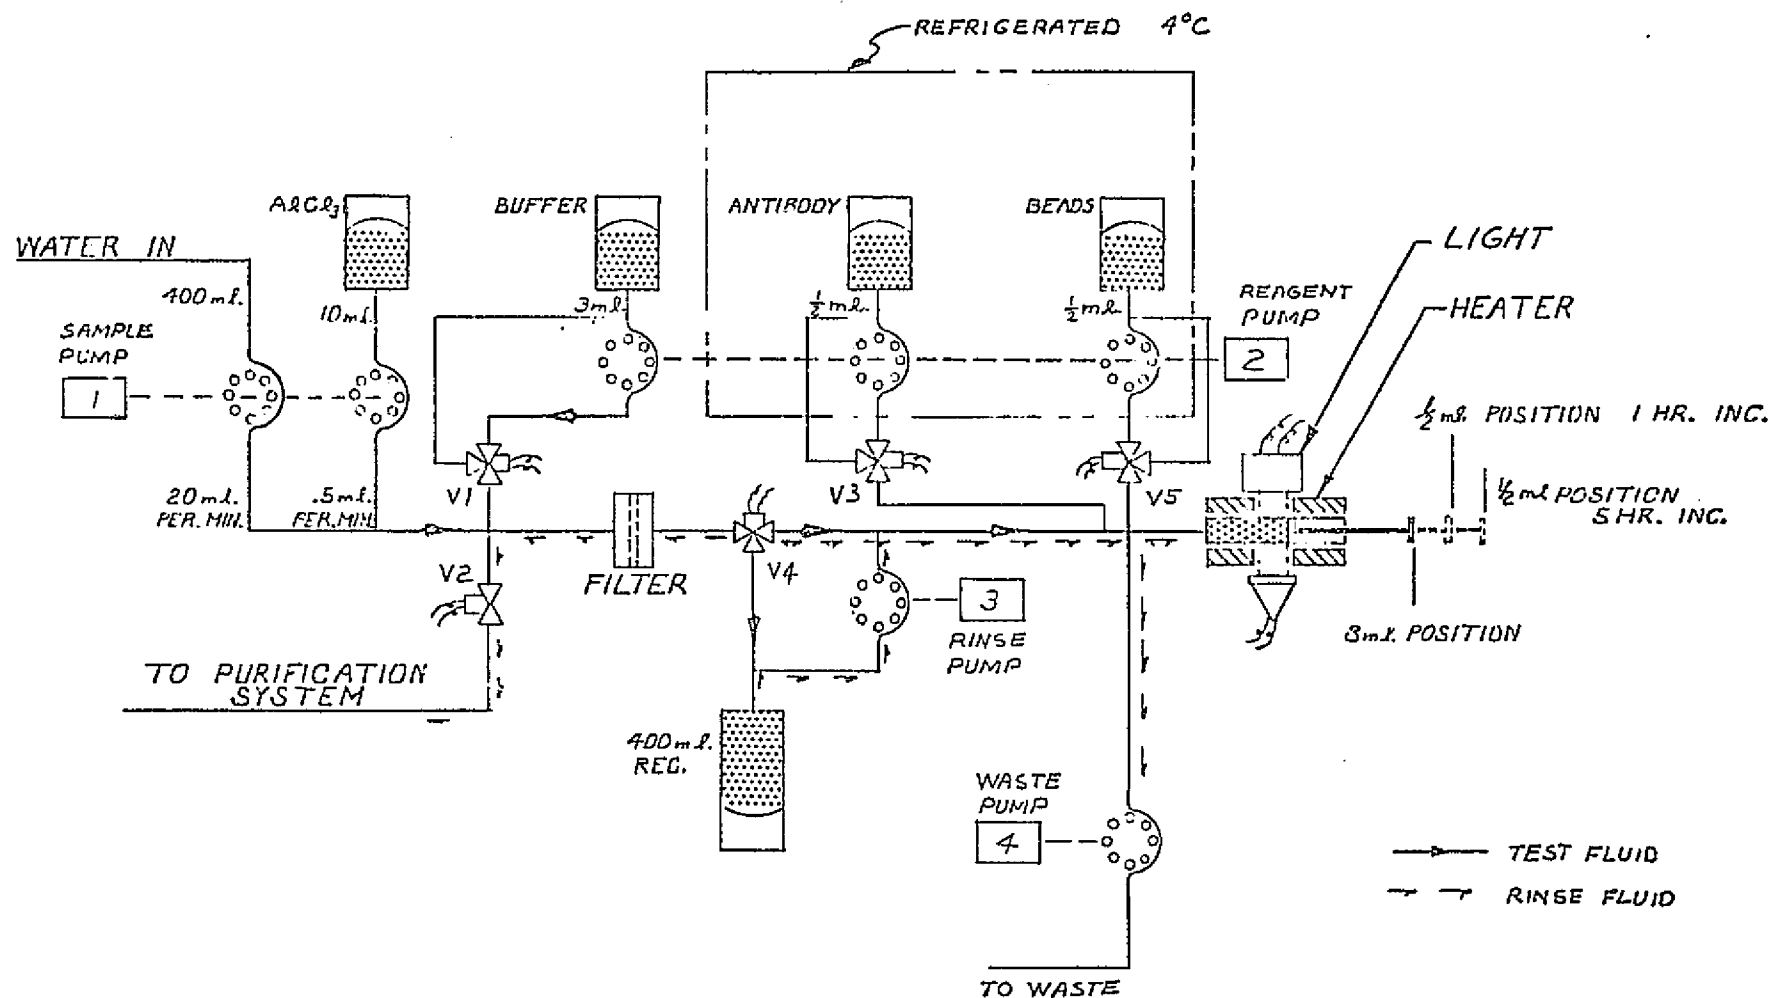 REFRIGERATED 4°C
AlCl₃
BUFFER
ANTIBODY
BEADS
WATER IN
LIGHT
400 ml.
10 ml.
3 ml.
1/2 ml.
1/2 ml.
REAGENT
PUMP
2
HEATER
SAMPLE
PUMP
1
1/2 ml. POSITION 1 HR. INC.
V1
V3
V5
1/2 ml POSITION
5 HR. INC.
20 ml.
PER. MIN.
.5 ml.
PER. MIN.
V2
FILTER
V4
3
RINSE
PUMP
3 ml. POSITION
TO PURIFICATION
SYSTEM
400 ml.
REC.
WASTE
PUMP
4
TEST FLUID
RINSE FLUID
TO WASTE